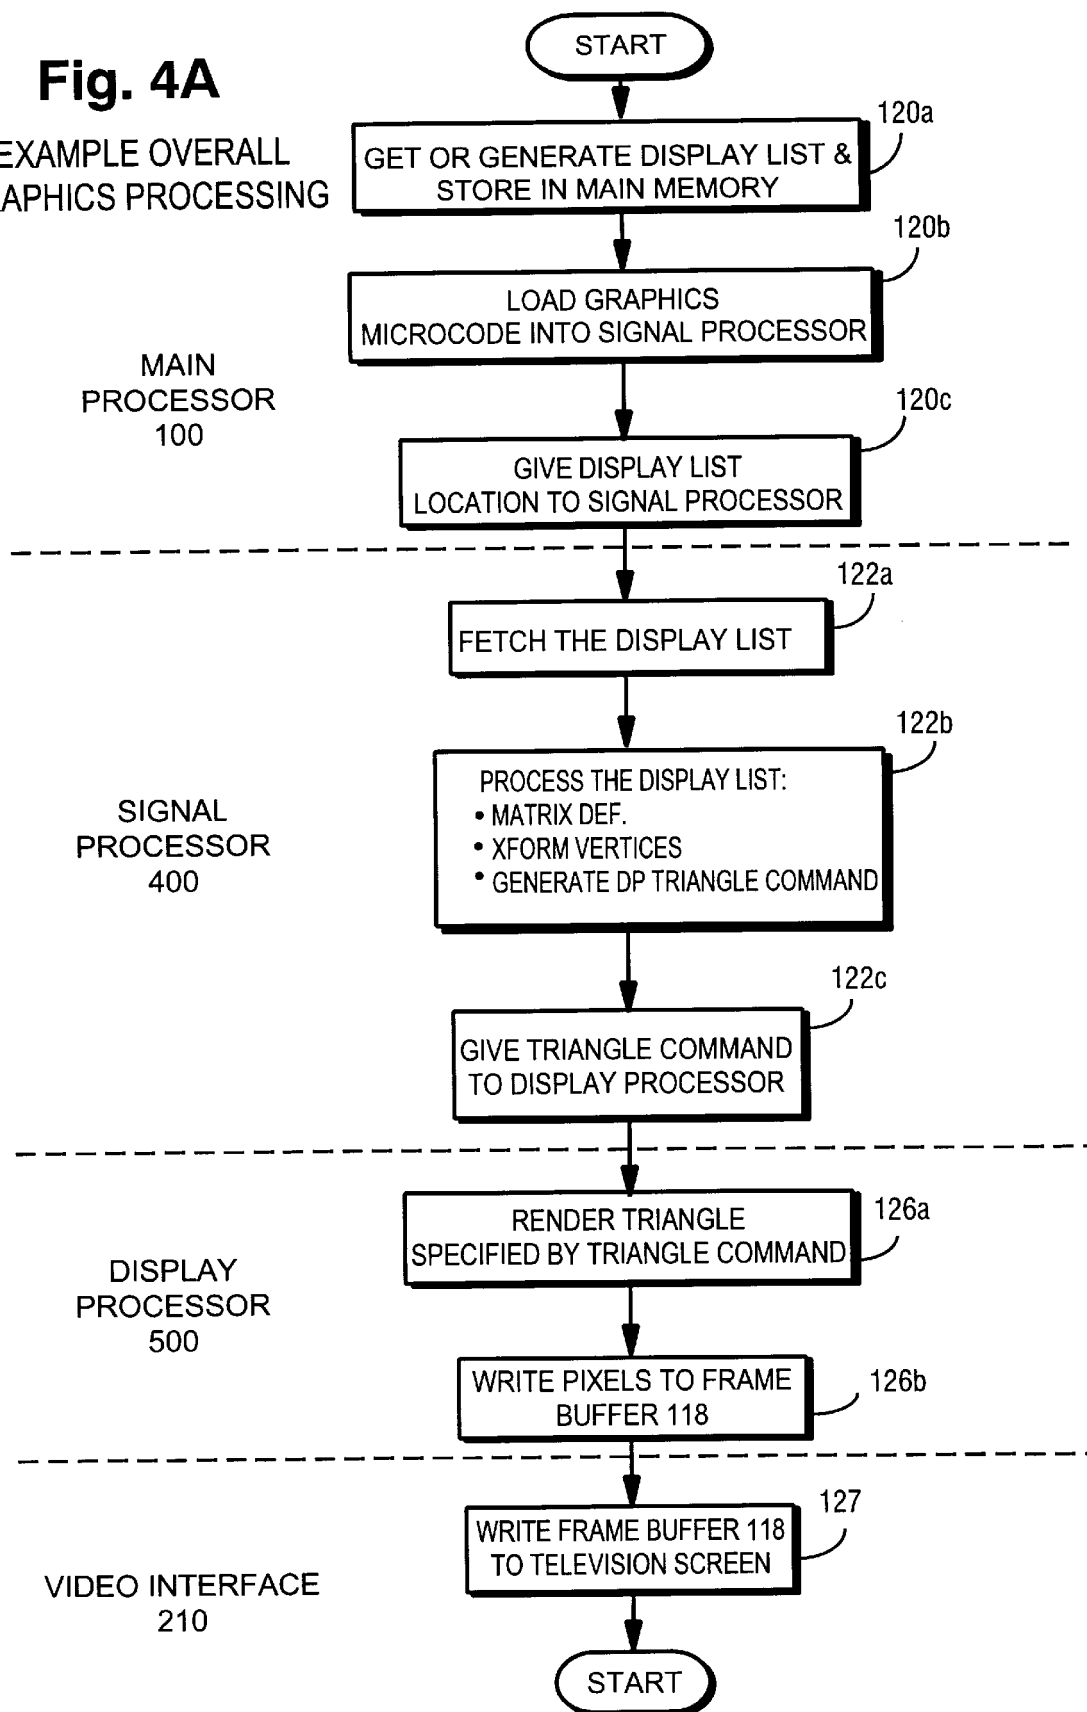 Fig. 4A
EXAMPLE OVERALL
APHICS PROCESSING
START
120a
GET OR GENERATE DISPLAY LIST &
STORE IN MAIN MEMORY
120b
LOAD GRAPHICS
MICROCODE INTO SIGNAL PROCESSOR
MAIN
PROCESSOR
100
120c
GIVE DISPLAY LIST
LOCATION TO SIGNAL PROCESSOR
122a
FETCH THE DISPLAY LIST
122b
SIGNAL
PROCESSOR
400
PROCESS THE DISPLAY LIST:
• MATRIX DEF.
• XFORM VERTICES
• GENERATE DP TRIANGLE COMMAND
122c
GIVE TRIANGLE COMMAND
TO DISPLAY PROCESSOR
DISPLAY
PROCESSOR
500
RENDER TRIANGLE
SPECIFIED BY TRIANGLE COMMAND
126a
WRITE PIXELS TO FRAME
BUFFER 118
126b
VIDEO INTERFACE
210
WRITE FRAME BUFFER 118
TO TELEVISION SCREEN
127
START